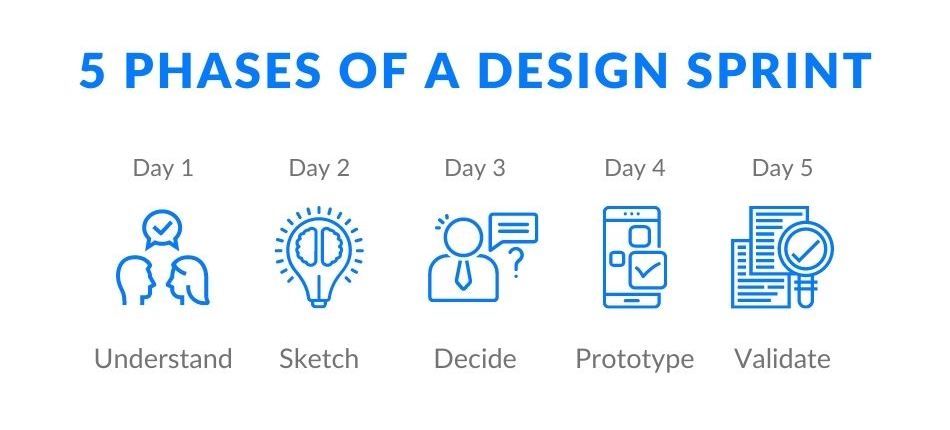 5 PHASES OF A DESIGN SPRINT
Day 1 Day 2 Day 3 Day 4 Day 5
Understand Sketch Decide Prototype Validate